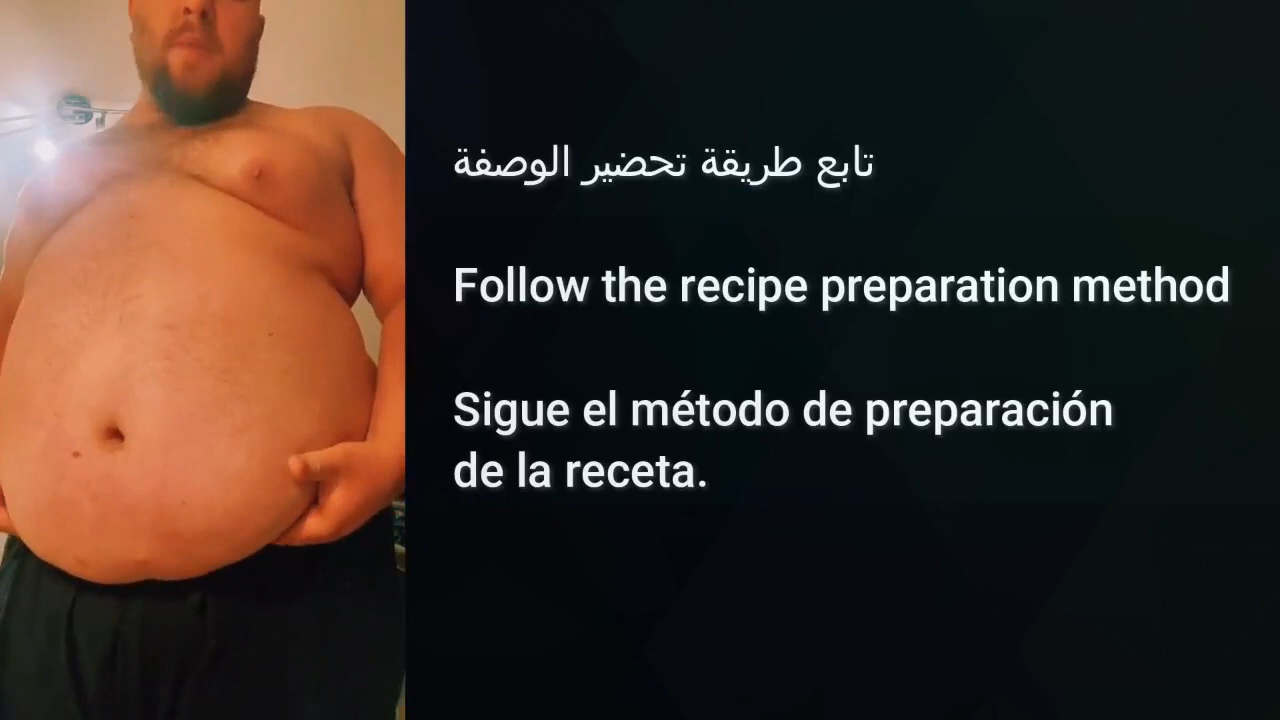 تابع طريقة تحضير الوصفة
Follow the recipe preparation method
Sigue el método de preparación
de la receta.